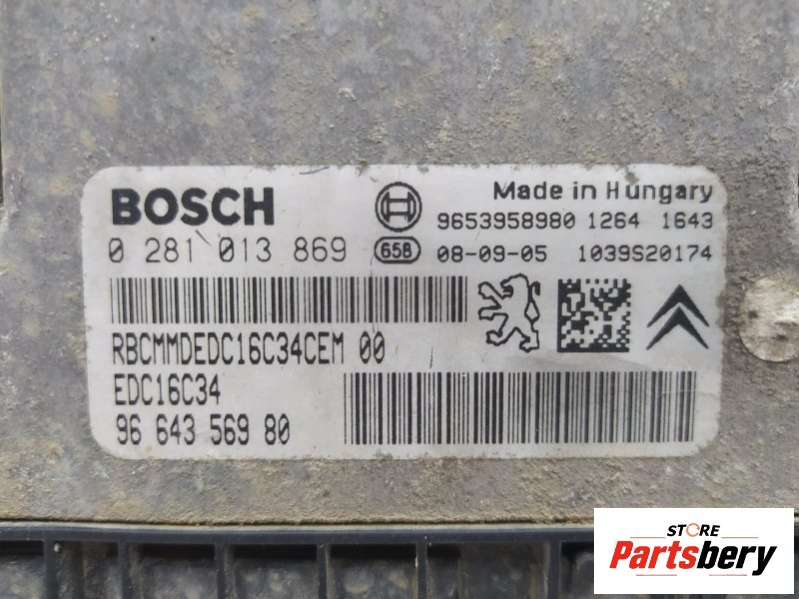 BOSCH
Made in Hungary
9653958980 1264 1643
0 281 013 869 658 08-09-05 1039S20174
RBCMMDEDC16C34CEM 00
EDC16C34
96 643 569 80
STORE
Partsbery